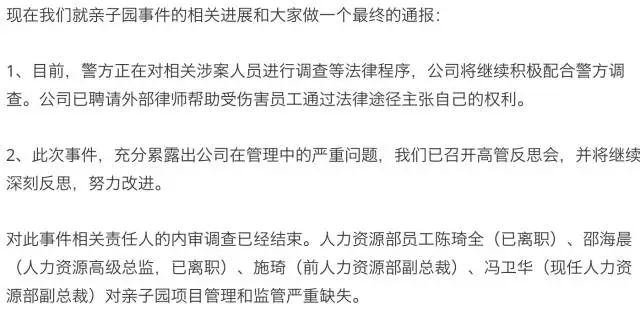 现在我们就亲子园事件的相关进展和大家做一个最终的通报：
1、目前，警方正在对相关涉案人员进行调查等法律程序，公司将继续积极配合警方调
查。公司已聘请外部律师帮助受伤害员工通过法律途径主张自己的权利。
2、此次事件，充分累露出公司在管理中的严重问题，我们已召开高管反思会，并将继续
深刻反思，努力改进。
对此事件相关责任人的内审调查已经结束。人力资源部员工陈琦全（已离职）、邵海晨
（人力资源高级总监，已离职）、施琦（前人力资源部副总裁）、冯卫华（现任人力资
源部副总裁）对亲子园项目管理和监管严重缺失。